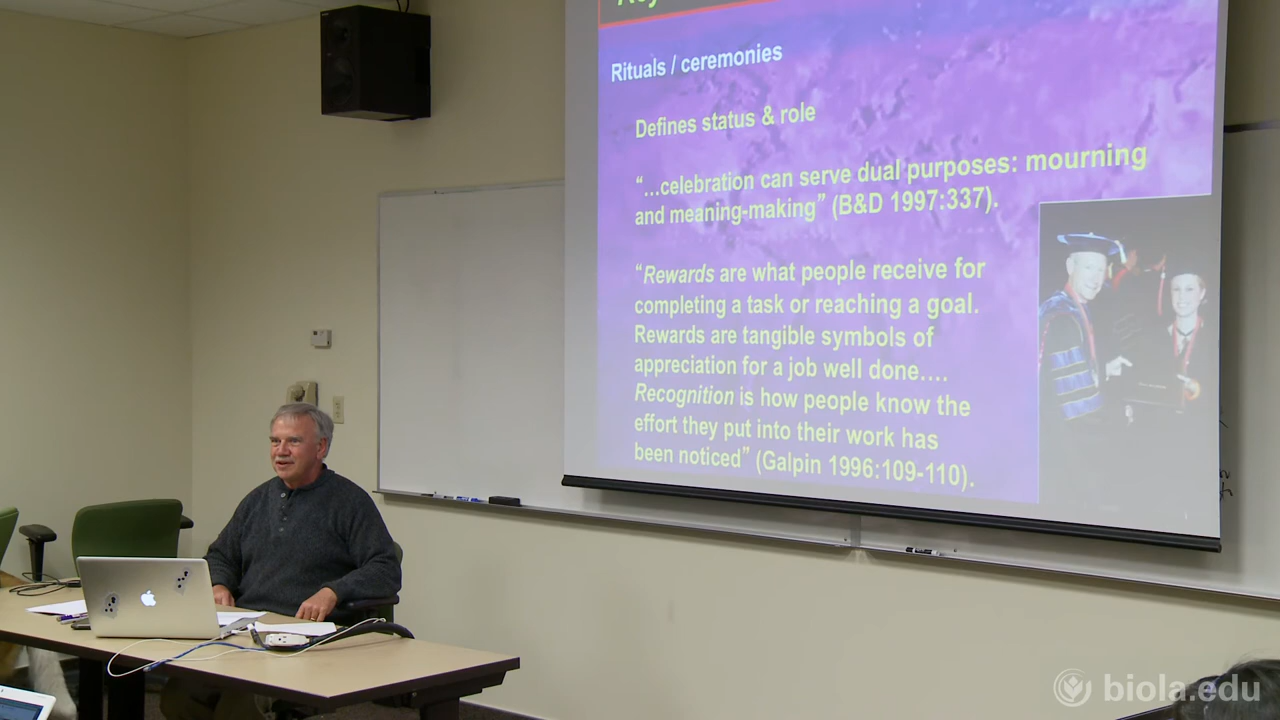 Rituals / ceremonies
Defines status & role
“…celebration can serve dual purposes: mourning
and meaning-making” (B&D 1997:337).
“Rewards are what people receive for
completing a task or reaching a goal.
Rewards are tangible symbols of
appreciation for a job well done….
Recognition is how people know the
effort they put into their work has
been noticed” (Galpin 1996:109-110).
biola.edu